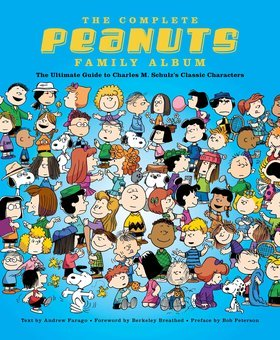 THE COMPLETE
PEANUTS
FAMILY ALBUM
The Ultimate Guide to Charles M. Schulz's Classic Characters
Text by Andrew Farago • Foreword by Berkeley Breathed • Preface by Bob Peterson